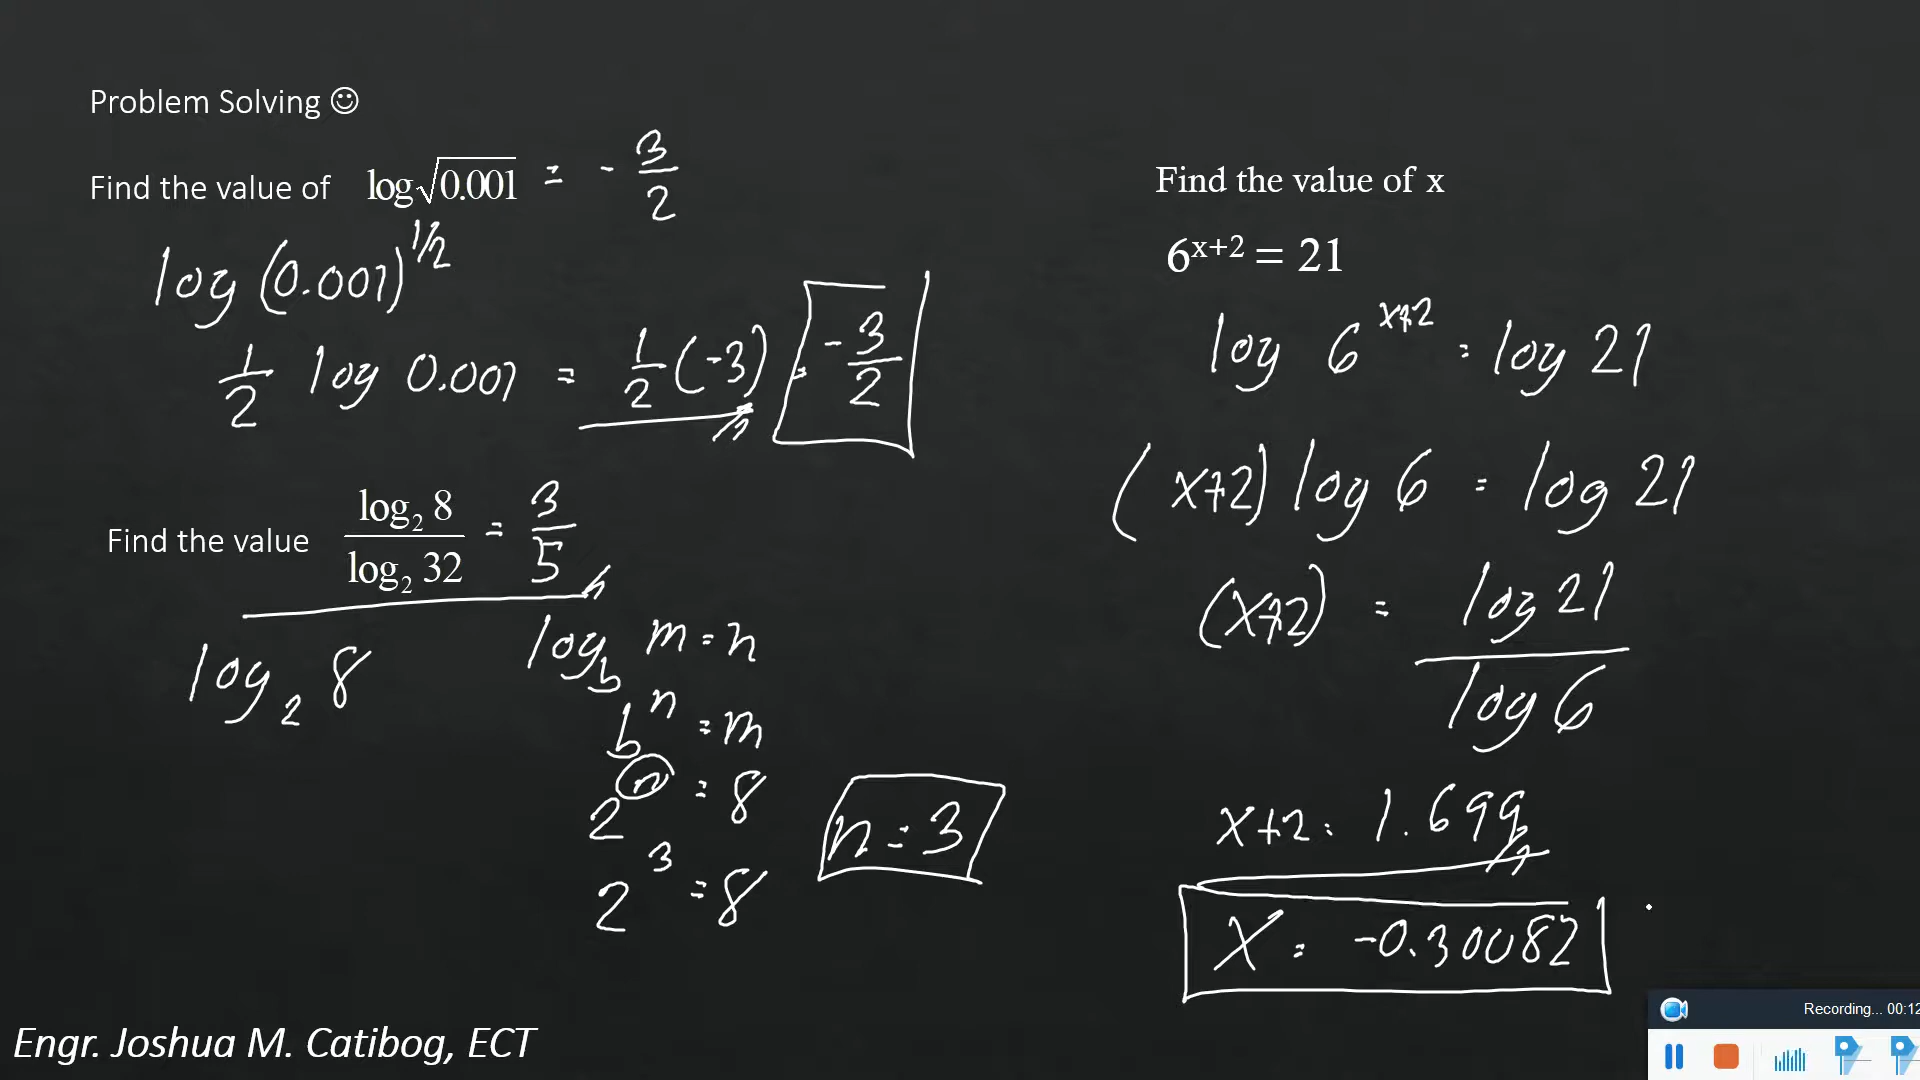 Problem Solving ☺
Find the value of log√0.001 = - 3/2
log (0.001)^1/2
1/2 log 0.001 = 1/2 (-3) = -3/2
Find the value log₂ 8 / log₂ 32 = 3/5
log₂ 8
log_b m = n
b^n = m
2^n = 8
2^3 = 8
n = 3
Find the value of x
6^x+2 = 21
log 6^x+2 = log 21
(x+2) log 6 = log 21
(x+2) = log 21 / log 6
x+2 = 1.699
X = -0.30082
Engr. Joshua M. Catibog, ECT
Recording... 00:12